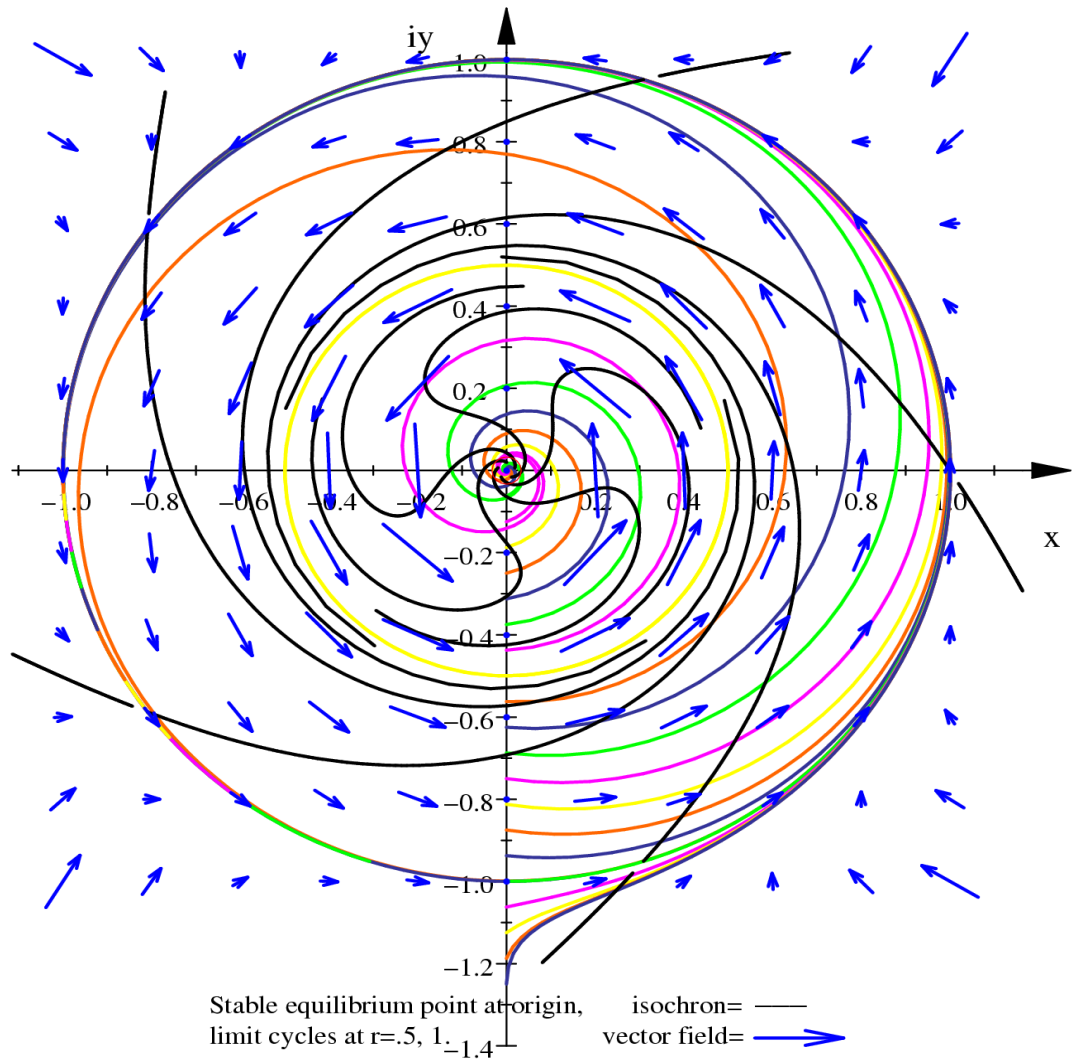 iy
1.0
0.8
0.6
0.4
0.2
−1.0 −0.8 −0.6 −0.4 −0.2 0.2 0.4 0.6 0.8 1.0
x
−0.2
−0.4
−0.6
−0.8
−1.0
−1.2
Stable equilibrium point at origin, isochron=
limit cycles at r=.5, 1. vector field=
−1.4